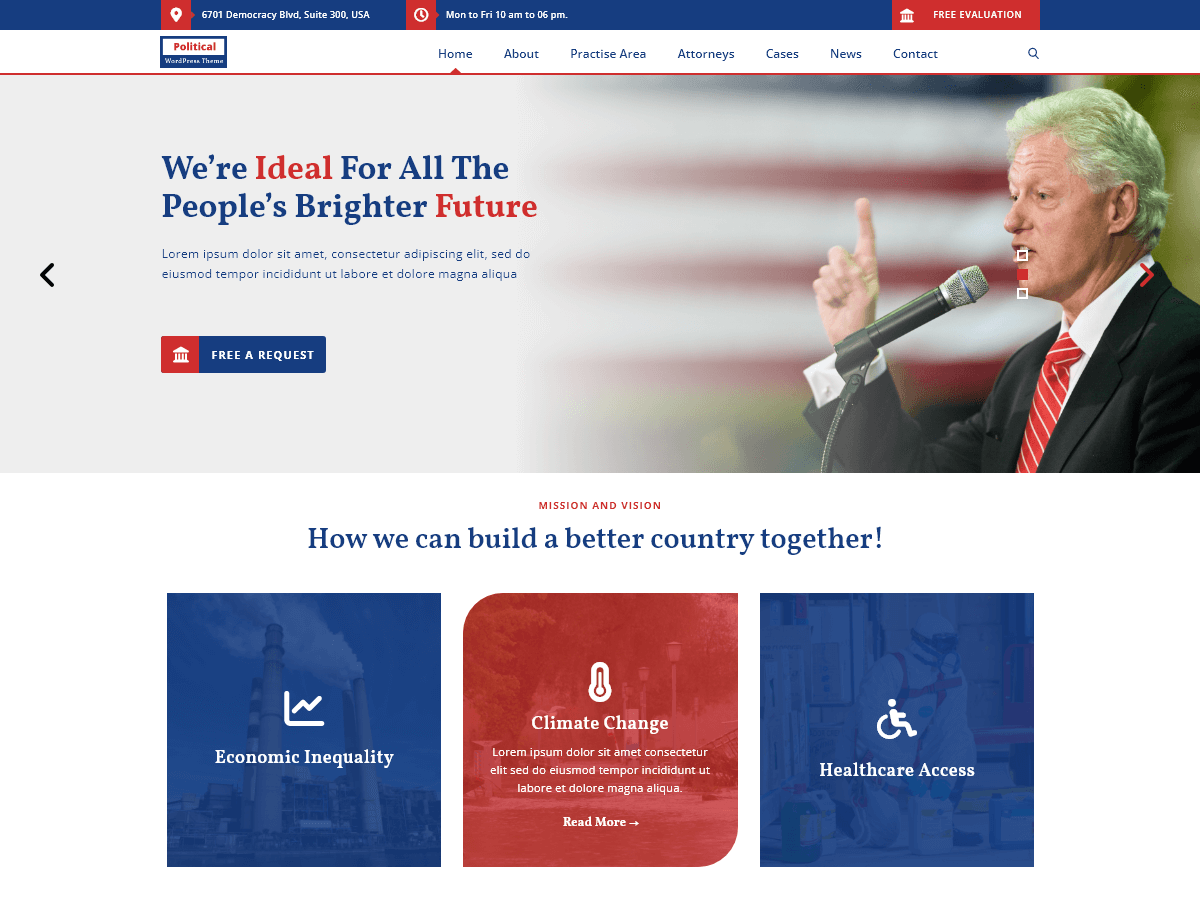 6701 Democracy Blvd, Suite 300, USA
Mon to Fri 10 am to 06 pm.
FREE EVALUATION
Political
WordPress Theme
Home
About
Practise Area
Attorneys
Cases
News
Contact
We're Ideal For All The
People's Brighter Future
Lorem ipsum dolor sit amet, consectetur adipiscing elit, sed do
eiusmod tempor incididunt ut labore et dolore magna aliqua
FREE A REQUEST
MISSION AND VISION
How we can build a better country together!
Economic Inequality
Climate Change
Lorem ipsum dolor sit amet consectetur
elit sed do eiusmod tempor incididunt ut
labore et dolore magna aliqua.
Read More →
Healthcare Access